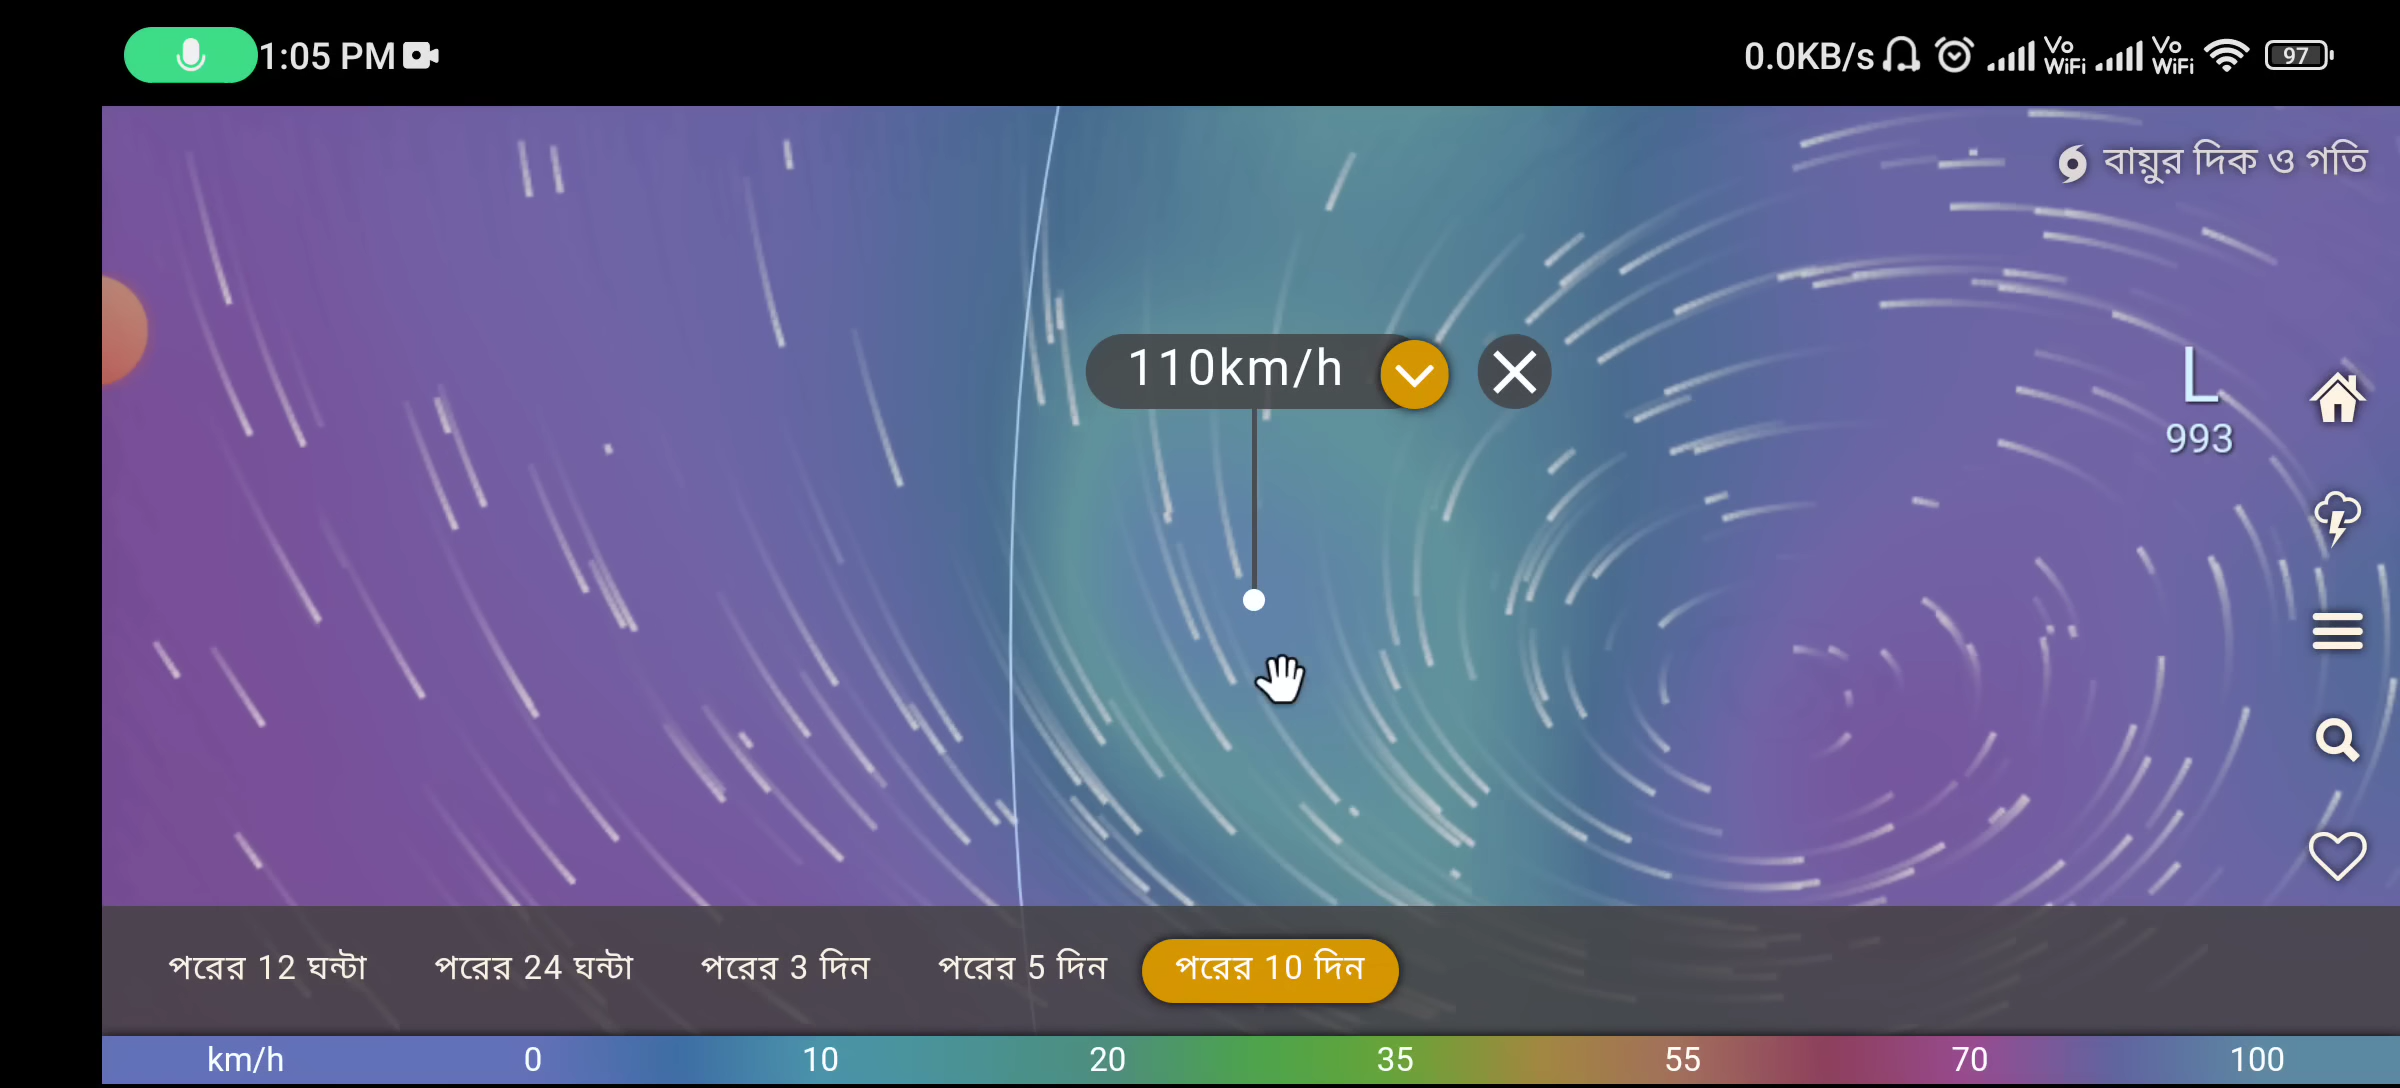 1:05 PM
0.0KB/s
Vo WiFi
Vo WiFi
97
বায়ুর দিক ও গতি
110km/h
L
993
পরের 12 ঘন্টা পরের 24 ঘন্টা পরের 3 দিন পরের 5 দিন পরের 10 দিন
km/h 0 10 20 35 55 70 100